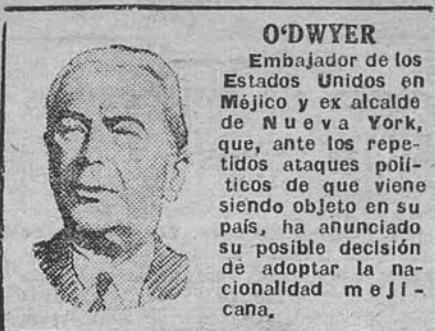 O'DWYER
Embajador de los
Estados Unidos en
Méjico y ex alcalde
de Nueva York,
que, ante los repe-
tidos ataques polí-
ticos de que viene
siendo objeto en su
país, ha anunciado
su posible decisión
de adoptar la na-
cionalidad meji-
cana.